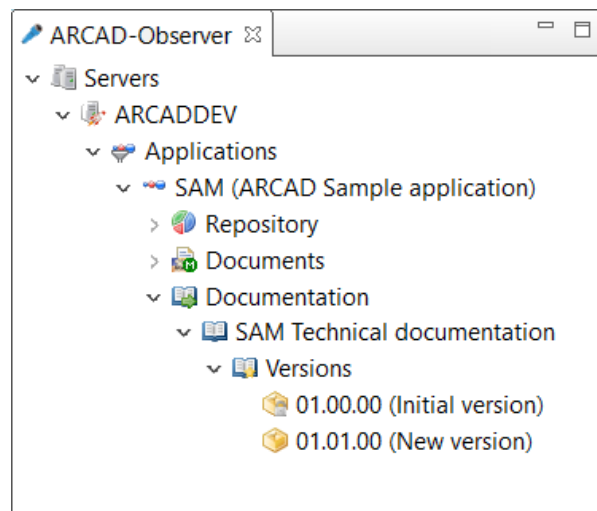 ARCAD-Observer
Servers
ARCADDEV
Applications
SAM (ARCAD Sample application)
Repository
Documents
Documentation
SAM Technical documentation
Versions
01.00.00 (Initial version)
01.01.00 (New version)